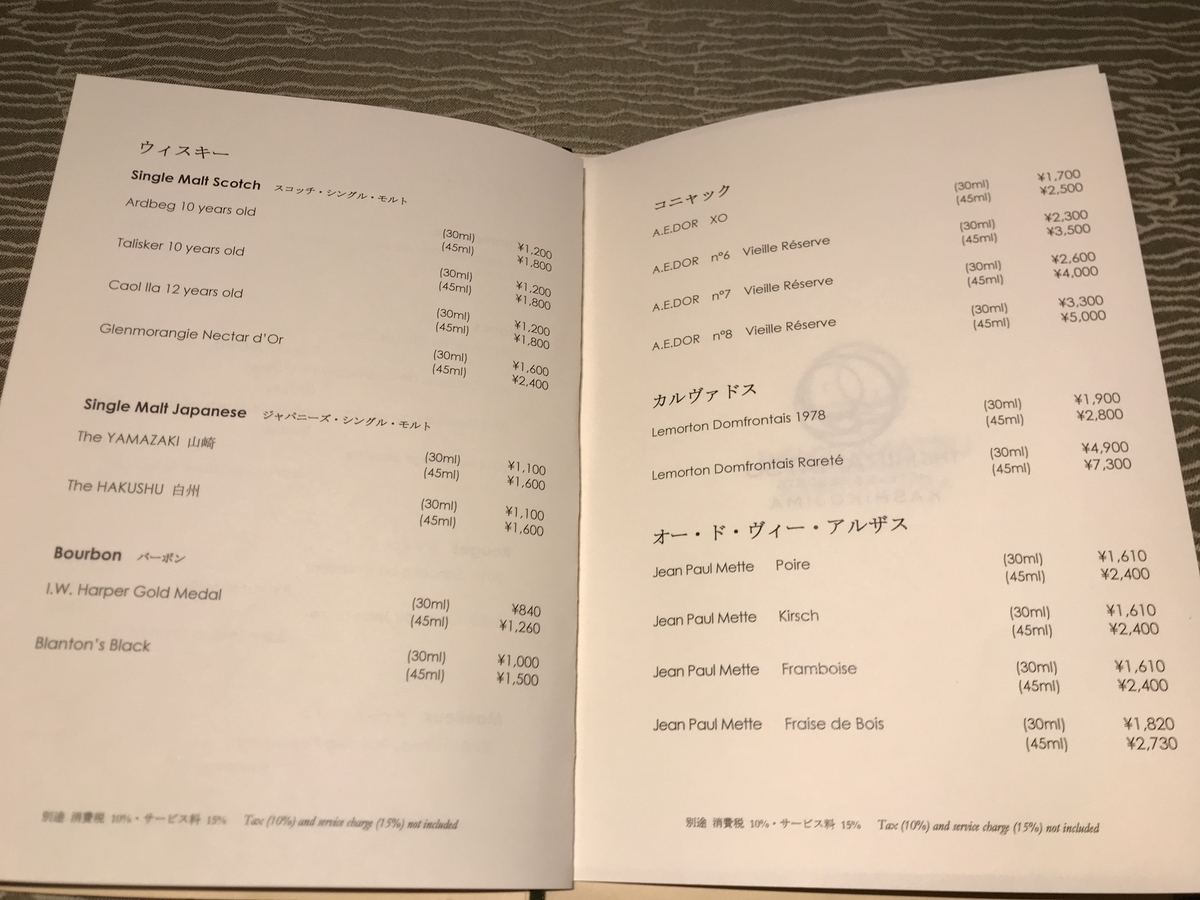 ウィスキー
Single Malt Scotch スコッチ・シングル・モルト
Ardbeg 10 years old
(30ml) ¥1,200
(45ml) ¥1,800
Talisker 10 years old
(30ml) ¥1,200
(45ml) ¥1,800
Caol Ila 12 years old
(30ml) ¥1,200
(45ml) ¥1,800
Glenmorangie Nectar d'Or
(30ml) ¥1,600
(45ml) ¥2,400
Single Malt Japanese ジャパニーズ・シングル・モルト
The YAMAZAKI 山崎
(30ml) ¥1,100
(45ml) ¥1,600
The HAKUSHU 白州
(30ml) ¥1,100
(45ml) ¥1,600
Bourbon バーボン
I.W. Harper Gold Medal
(30ml) ¥840
(45ml) ¥1,260
Blanton's Black
(30ml) ¥1,000
(45ml) ¥1,500
別途 消費税 10%・サービス料 15% Tax (10%) and service charge (15%) not included
コニャック
A.E.DOR XO
(30ml) ¥1,700
(45ml) ¥2,500
A.E.DOR nº6 Vieille Réserve
(30ml) ¥2,300
(45ml) ¥3,500
A.E.DOR nº7 Vieille Réserve
(30ml) ¥2,600
(45ml) ¥4,000
A.E.DOR nº8 Vieille Réserve
(30ml) ¥3,300
(45ml) ¥5,000
カルヴァドス
Lemorton Domfrontais 1978
(30ml) ¥1,900
(45ml) ¥2,800
Lemorton Domfrontais Rareté
(30ml) ¥4,900
(45ml) ¥7,300
オー・ド・ヴィー・アルザス
Jean Paul Mette Poire
(30ml) ¥1,610
(45ml) ¥2,400
Jean Paul Mette Kirsch
(30ml) ¥1,610
(45ml) ¥2,400
Jean Paul Mette Framboise
(30ml) ¥1,610
(45ml) ¥2,400
Jean Paul Mette Fraise de Bois
(30ml) ¥1,820
(45ml) ¥2,730
別途 消費税 10%・サービス料 15% Tax (10%) and service charge (15%) not included